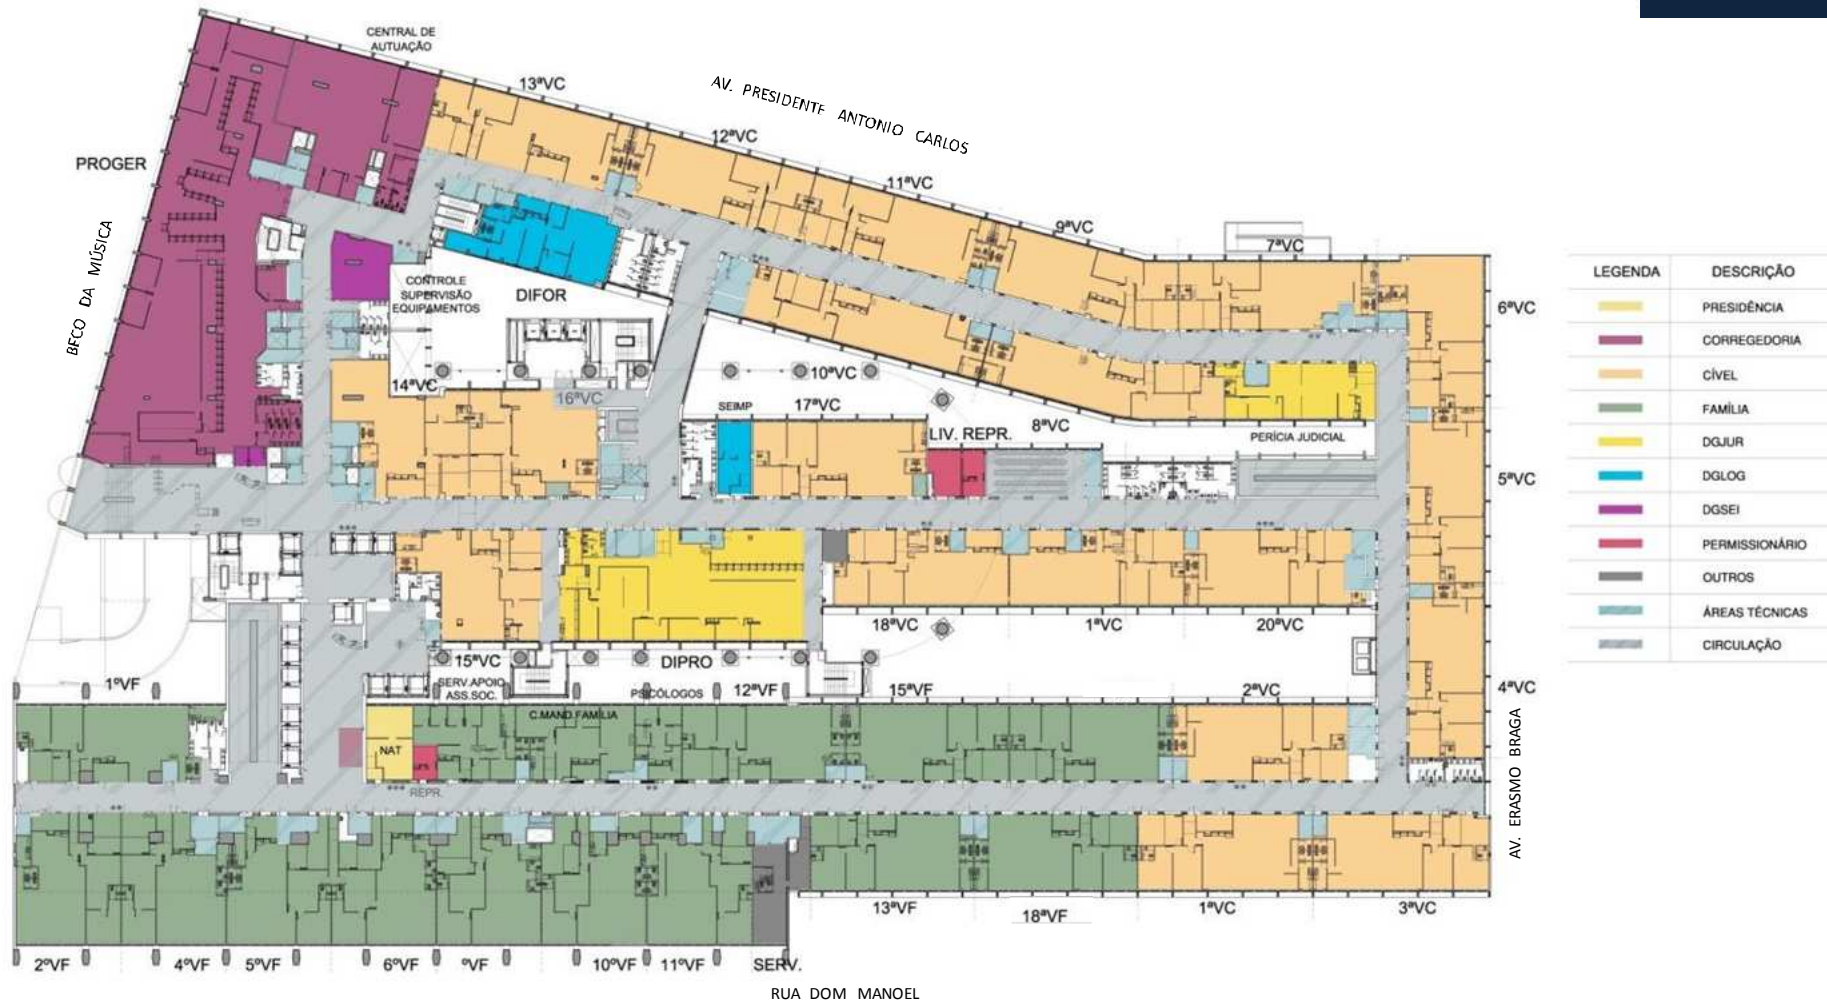 CENTRAL DE
AUTUAÇÃO
13ªVC
AV. PRESIDENTE ANTONIO CARLOS
12ªVC
PROGER
11ªVC
9ªVC
7ªVC
BECO DA MÚSICA
CONTROLE
SUPERVISÃO
EQUIPAMENTOS
DIFOR
6ªVC
14ªVC
16ªVC
10ªVC
SEIMP
17ªVC
LIV. REPR.
8ªVC
PERÍCIA JUDICIAL
5ªVC
18ªVC
1ªVC
20ªVC
15ªVC
SERV.APOIO
ASS.SOC.
DIPRO
PSICÓLOGOS
12ªVF
15ªVF
2ªVC
4ªVC
1ºVF
C.MAND.FAMÍLIA
NAT
REPR.
AV. ERASMO BRAGA
13ªVF
18ªVF
1ªVC
3ªVC
2ºVF
4ºVF
5ºVF
6ºVF
ºVF
10ºVF
11ºVF
SERV.
RUA DOM MANOEL
LEGENDA DESCRIÇÃO
PRESIDÊNCIA
CORREGEDORIA
CÍVEL
FAMÍLIA
DGJUR
DGLOG
DGSEI
PERMISSIONÁRIO
OUTROS
ÁREAS TÉCNICAS
CIRCULAÇÃO